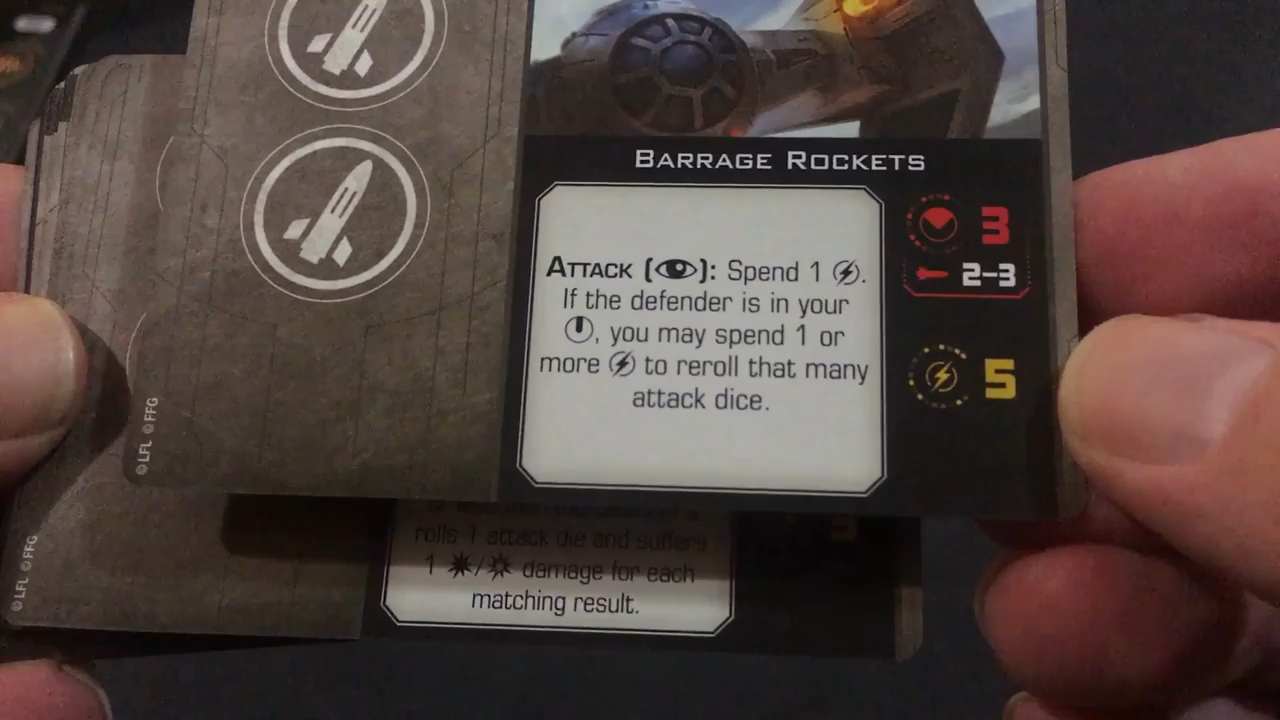 BARRAGE ROCKETS
ATTACK (): Spend 1 .
If the defender is in your
, you may spend 1 or
more to reroll that many
attack dice.
3
2–3
5
© LFL © FFG
rolls 1 attack die and suffers
1 / damage for each
matching result.
© LFL © FFG